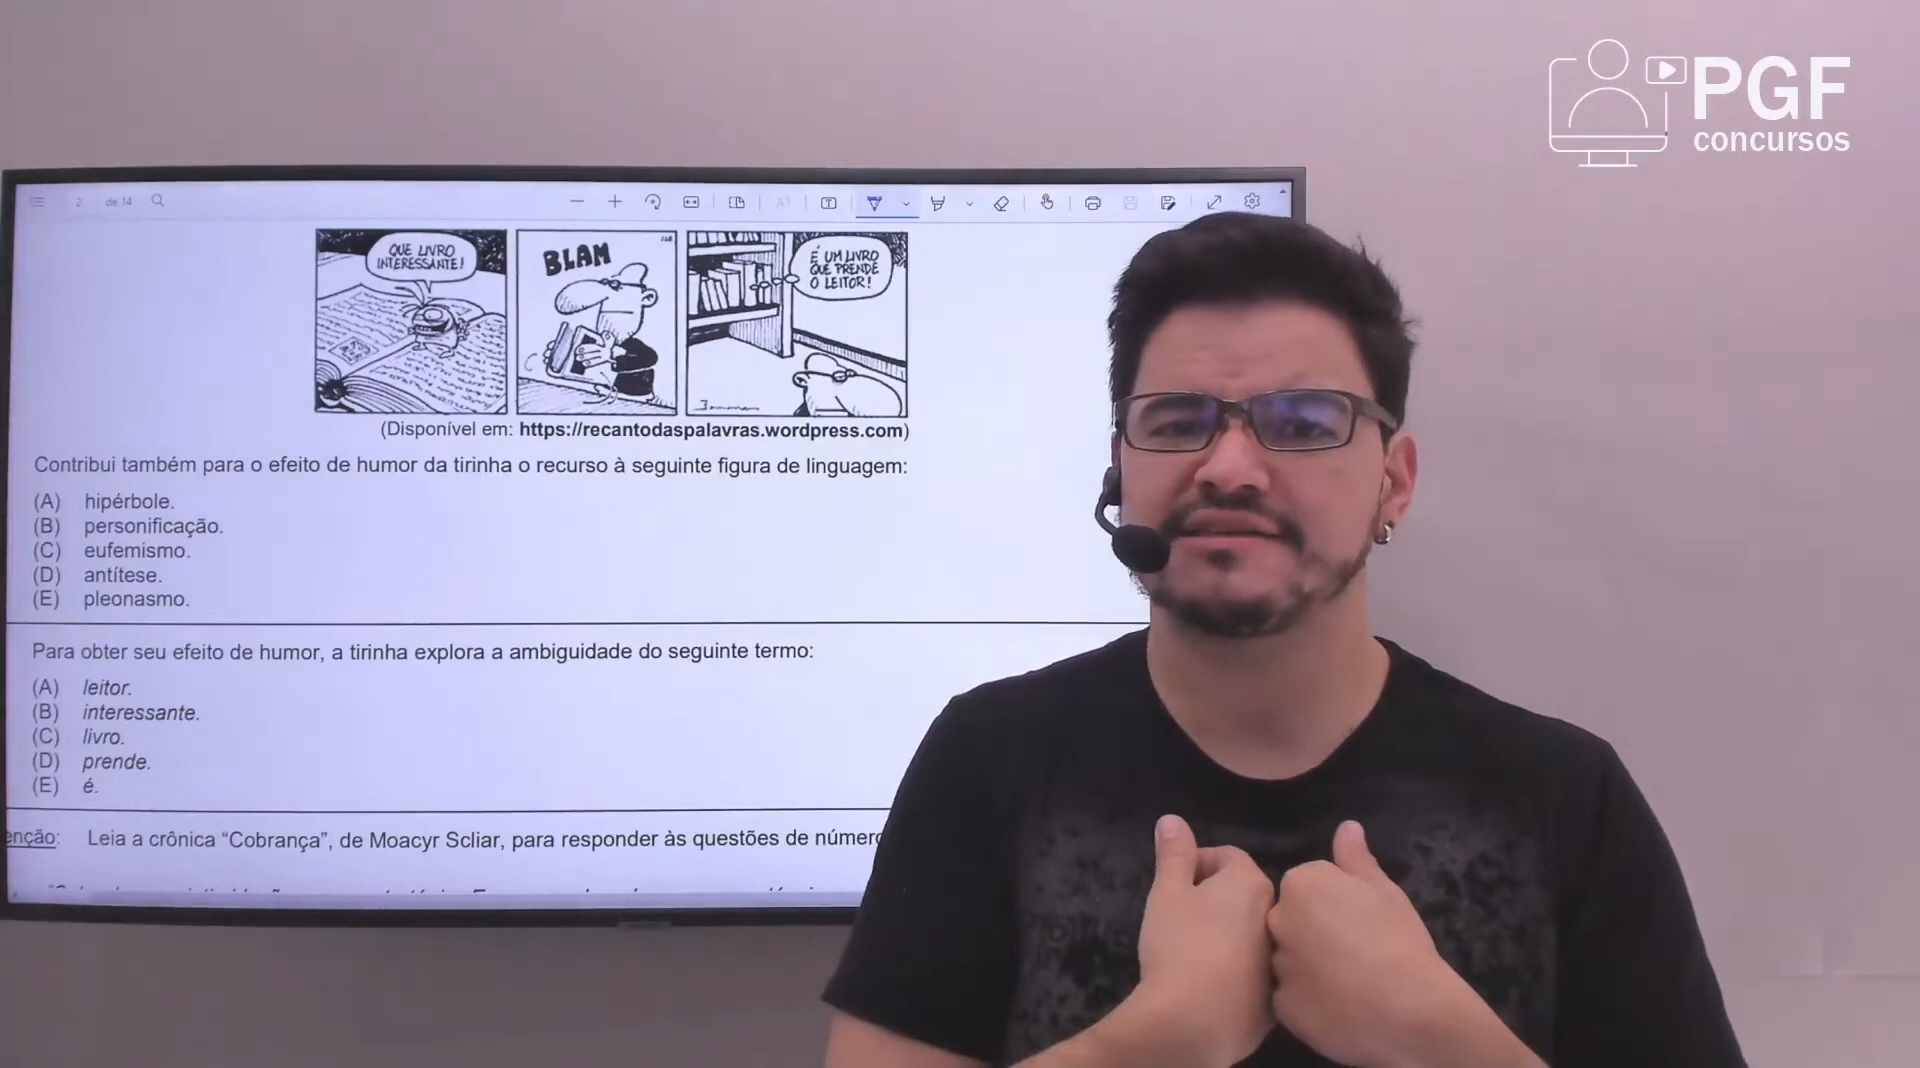 PGF
concursos
2 de 14
QUE LIVRO
INTERESSANTE!
BLAM
É UM LIVRO
QUE PRENDE
O LEITOR!
(Disponível em: https://recantodaspalavras.wordpress.com)
Contribui também para o efeito de humor da tirinha o recurso à seguinte figura de linguagem:
(A) hipérbole.
(B) personificação.
(C) eufemismo.
(D) antítese.
(E) pleonasmo.
Para obter seu efeito de humor, a tirinha explora a ambiguidade do seguinte termo:
(A) leitor.
(B) interessante.
(C) livro.
(D) prende.
(E) é.
enção: Leia a crônica “Cobrança”, de Moacyr Scliar, para responder às questões de número